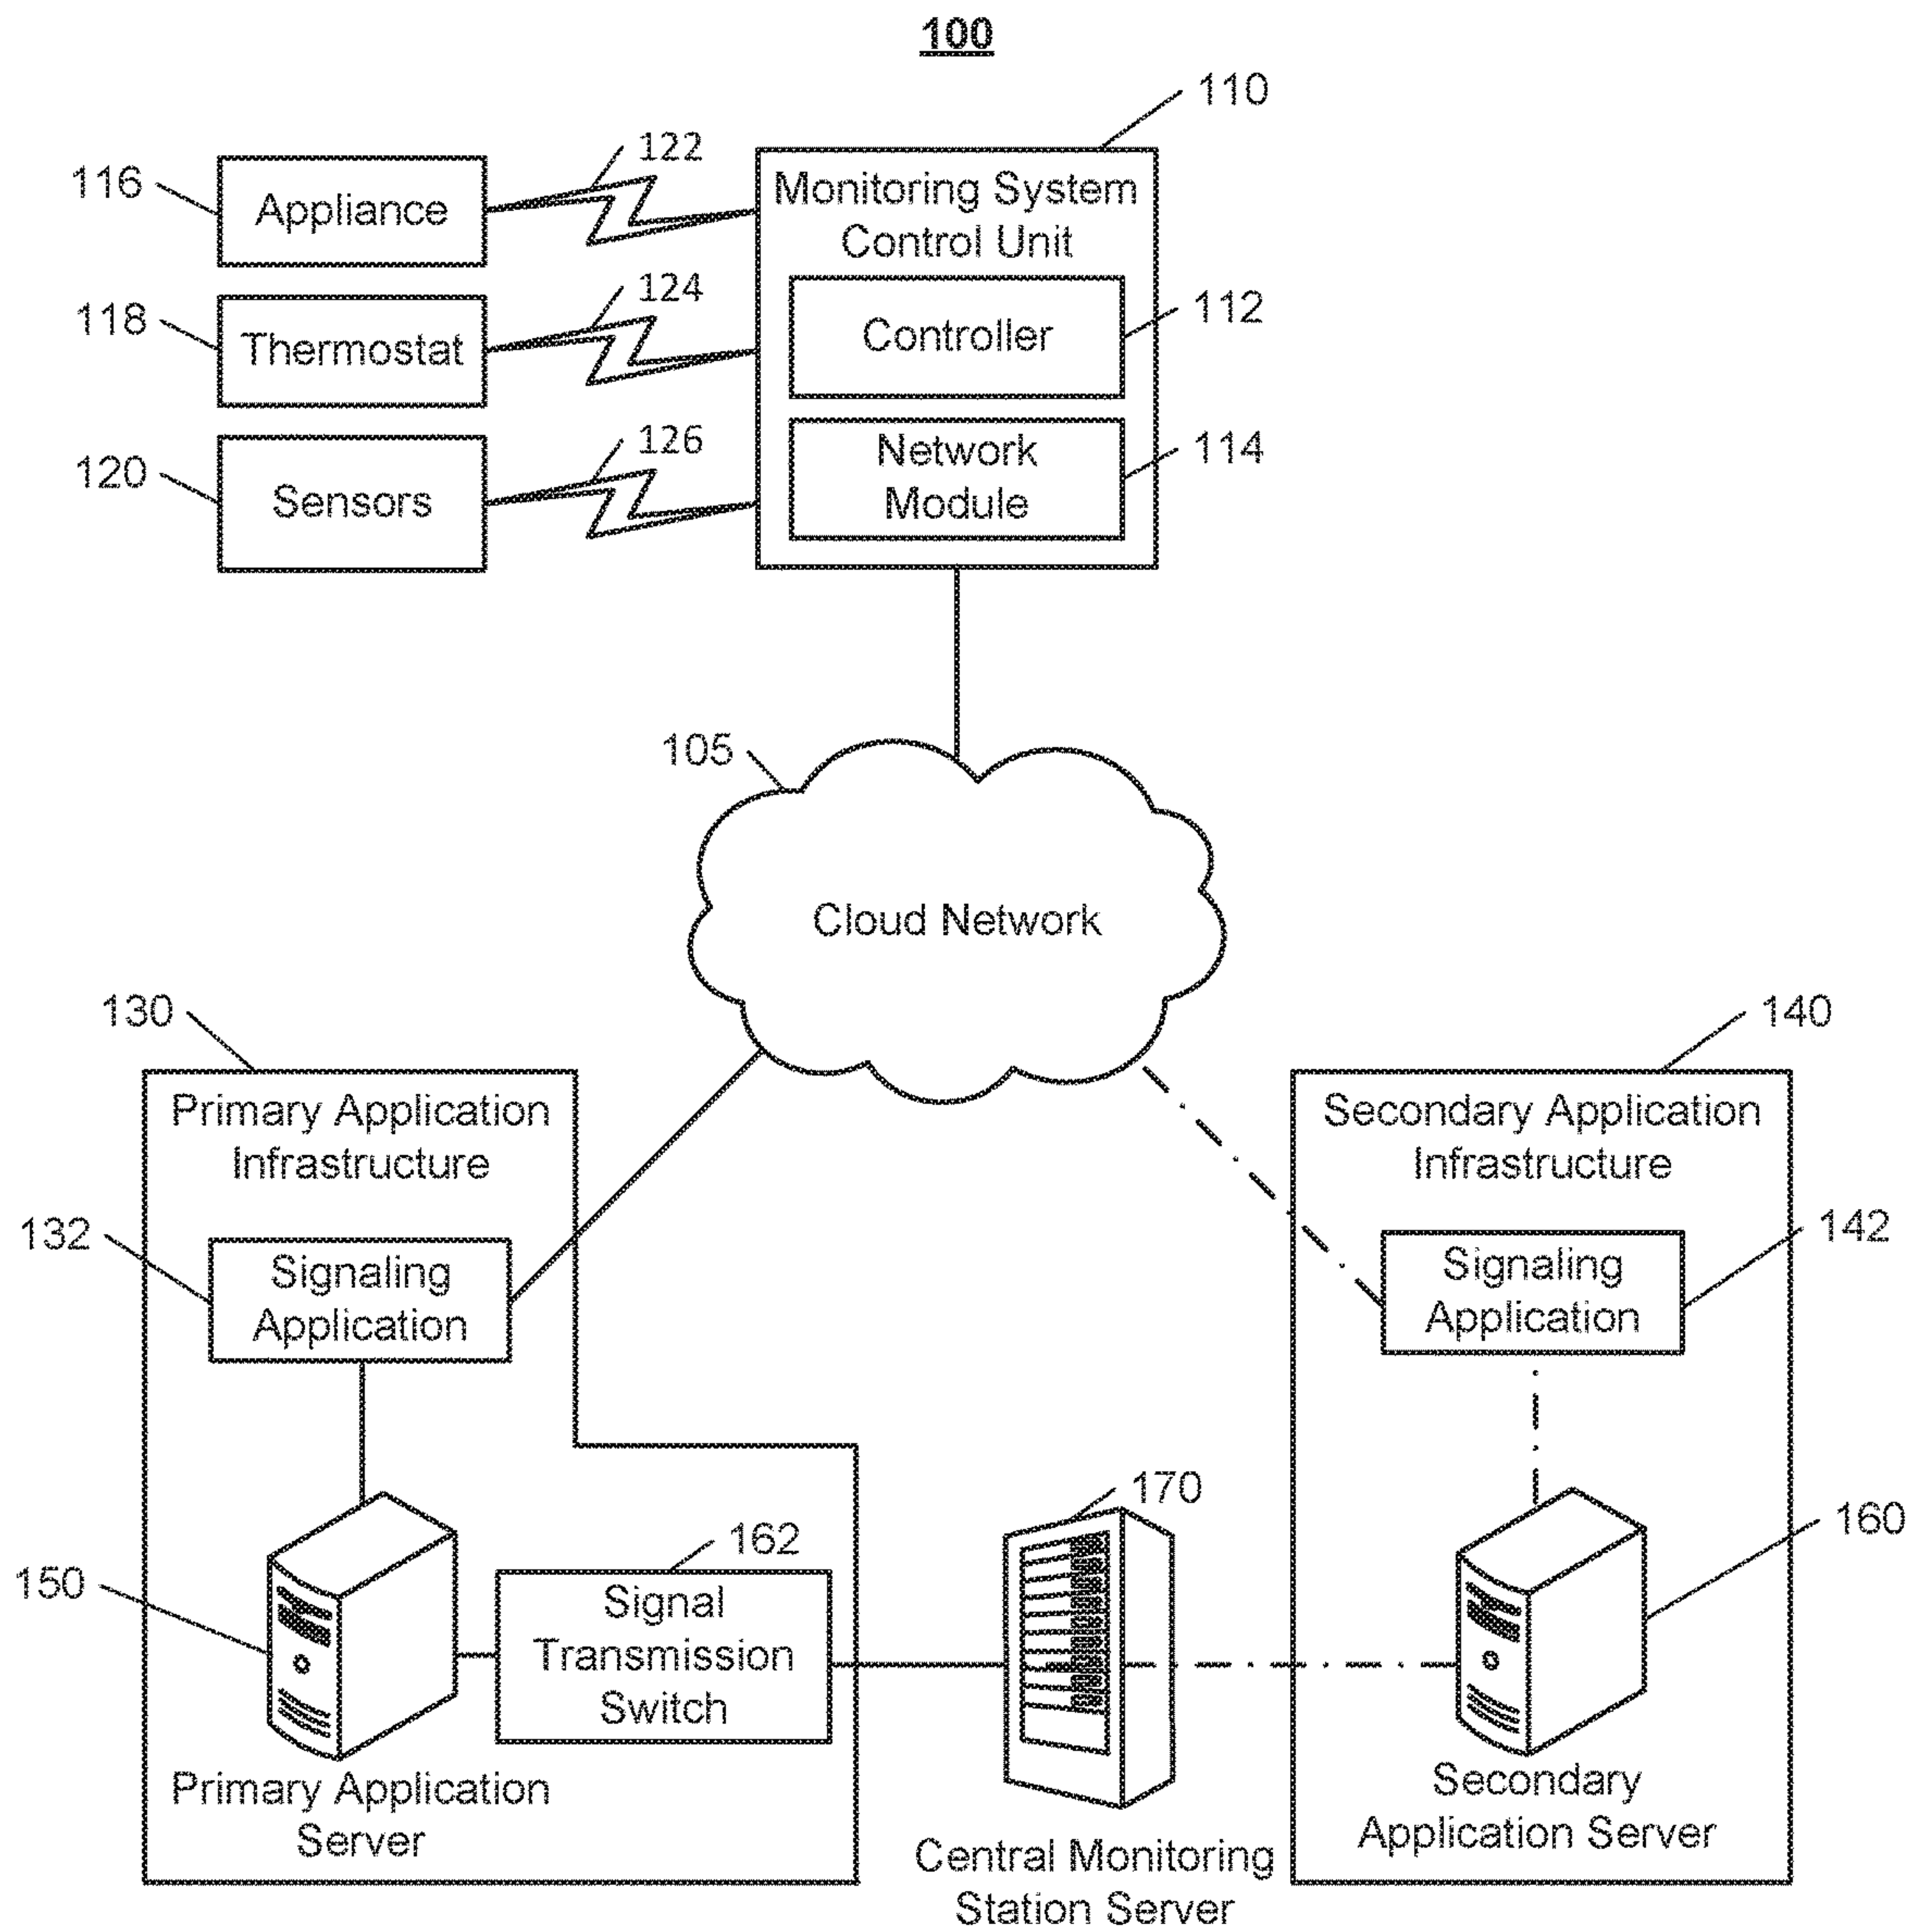 100
110
122
116
Appliance
Monitoring System
Control Unit
124
118
Thermostat
112
Controller
126
120
Sensors
114
Network
Module
105
Cloud Network
130
Primary Application
Infrastructure
140
Secondary Application
Infrastructure
132
Signaling
Application
142
Signaling
Application
150
162
Signal
Transmission
Switch
170
160
Primary Application
Server
Central Monitoring
Station Server
Secondary
Application Server